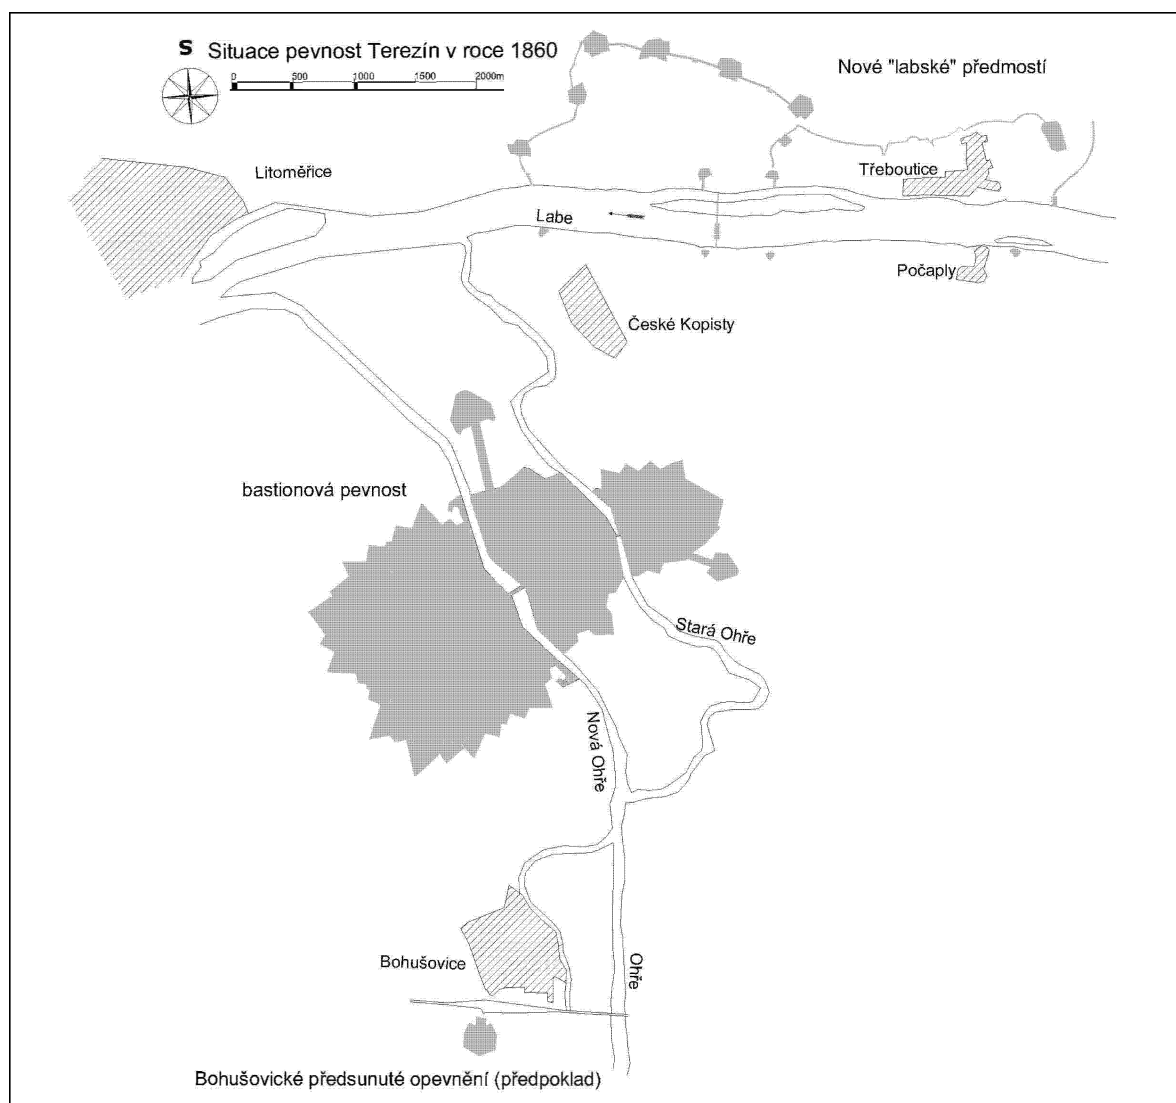 S
Situace pevnost Terezín v roce 1860
0 500 1000 1500 2000m
Nové "labské" předmostí
Litoměřice
Třeboutice
Labe
Počaply
České Kopisty
bastionová pevnost
Stará Ohře
Nová Ohře
Bohušovice
Ohře
Bohušovické předsunuté opevnění (předpoklad)